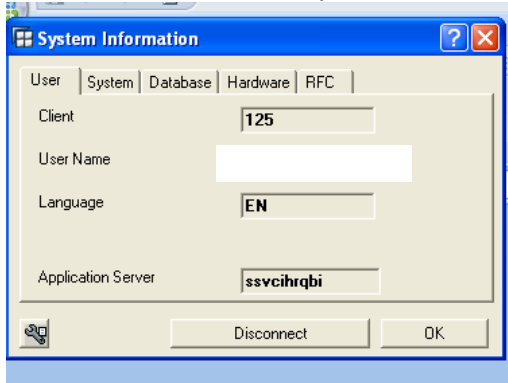 System Information
User System Database Hardware RFC
Client 125
User Name
Language EN
Application Server ssvcihrqbi
Disconnect OK